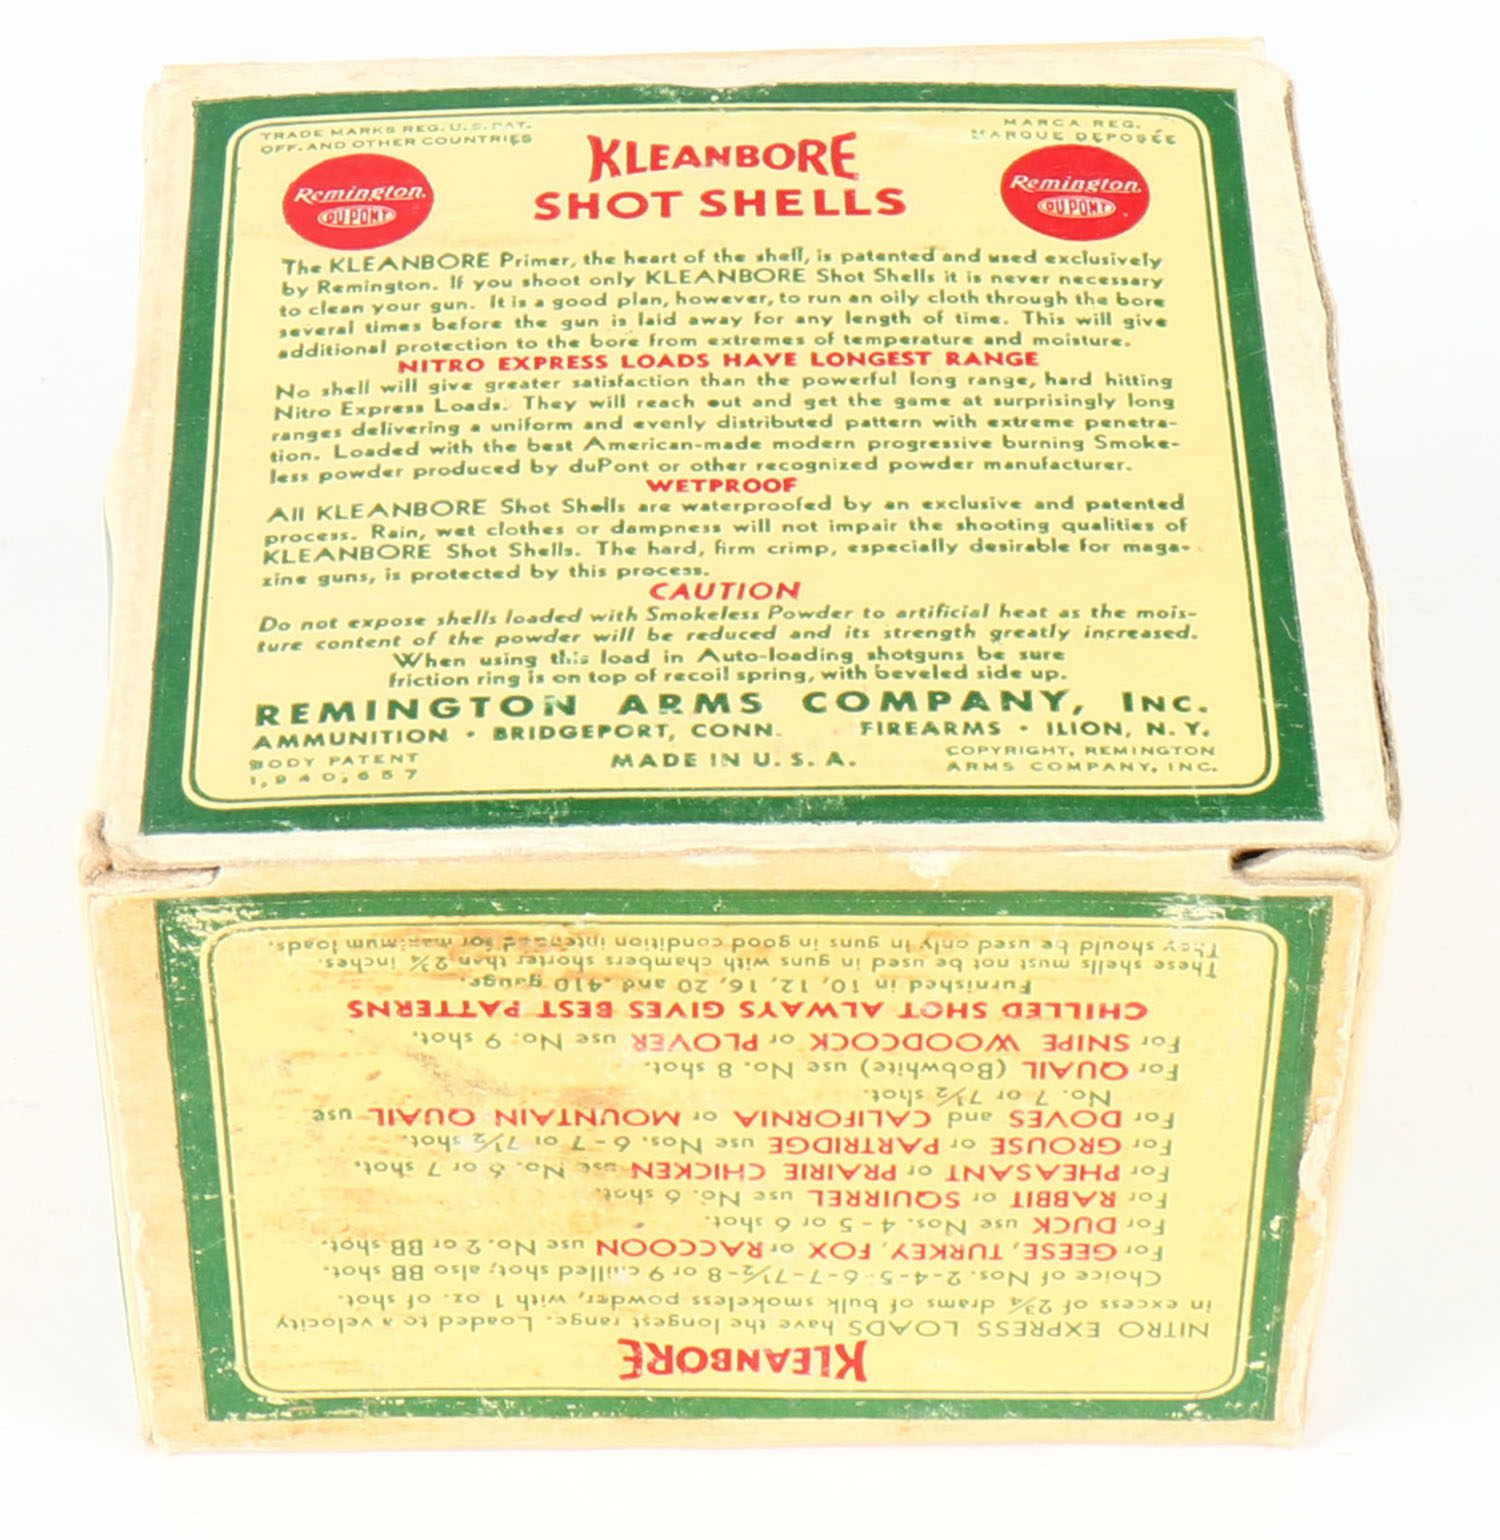 TRADE MARKS REG. U. S. PAT.
OFF. AND OTHER COUNTRIES
MARCA REG.
MARQUE DEPOSÉE
KLEANBORE
SHOT SHELLS
Remington.
DU PONT
Remington.
DU PONT
The KLEANBORE Primer, the heart of the shell, is patented and used exclusively
by Remington. If you shoot only KLEANBORE Shot Shells it is never necessary
to clean your gun. It is a good plan, however, to run an oily cloth through the bore
several times before the gun is laid away for any length of time. This will give
additional protection to the bore from extremes of temperature and moisture.
NITRO EXPRESS LOADS HAVE LONGEST RANGE
No shell will give greater satisfaction than the powerful long range, hard hitting
Nitro Express Loads. They will reach out and get the game at surprisingly long
ranges delivering a uniform and evenly distributed pattern with extreme penetra-
tion. Loaded with the best American-made modern progressive burning Smoke-
less powder produced by duPont or other recognized powder manufacturer.
WETPROOF
All KLEANBORE Shot Shells are waterproofed by an exclusive and patented
process. Rain, wet clothes or dampness will not impair the shooting qualities of
KLEANBORE Shot Shells. The hard, firm crimp, especially desirable for maga-
zine guns, is protected by this process.
CAUTION
Do not expose shells loaded with Smokeless Powder to artificial heat as the mois-
ture content of the powder will be reduced and its strength greatly increased.
When using this load in Auto-loading shotguns be sure
friction ring is on top of recoil spring, with beveled side up.
REMINGTON ARMS COMPANY, INC.
AMMUNITION • BRIDGEPORT, CONN. FIREARMS • ILION, N. Y.
BODY PATENT
1,940,657
MADE IN U. S. A.
COPYRIGHT, REMINGTON
ARMS COMPANY, INC.
KLEANBORE
NITRO EXPRESS LOADS have the longest range. Loaded to a velocity
in excess of 2¾ drams of bulk smokeless powder, with 1 oz. of shot.
Choice of Nos. 2-4-5-6-7-7½-8 or 9 chilled shot; also BB shot.
For GEESE, TURKEY, FOX or RACCOON use No. 2 or BB shot.
For DUCK use Nos. 4-5 or 6 shot.
For RABBIT or SQUIRREL use No. 6 shot.
For PHEASANT or PRAIRIE CHICKEN use No. 6 or 7 shot.
For GROUSE or PARTRIDGE use Nos. 6-7 or 7½ shot.
For DOVES and CALIFORNIA or MOUNTAIN QUAIL use
No. 7 or 7½ shot.
For QUAIL (Bobwhite) use No. 8 shot.
For SNIPE WOODCOCK or PLOVER use No. 9 shot.
CHILLED SHOT ALWAYS GIVES BEST PATTERNS
Furnished in 10, 12, 16, 20 and .410 gauge.
These shells must not be used in guns with chambers shorter than 2¾ inches.
They should be used only in guns in good condition intended for maximum loads.